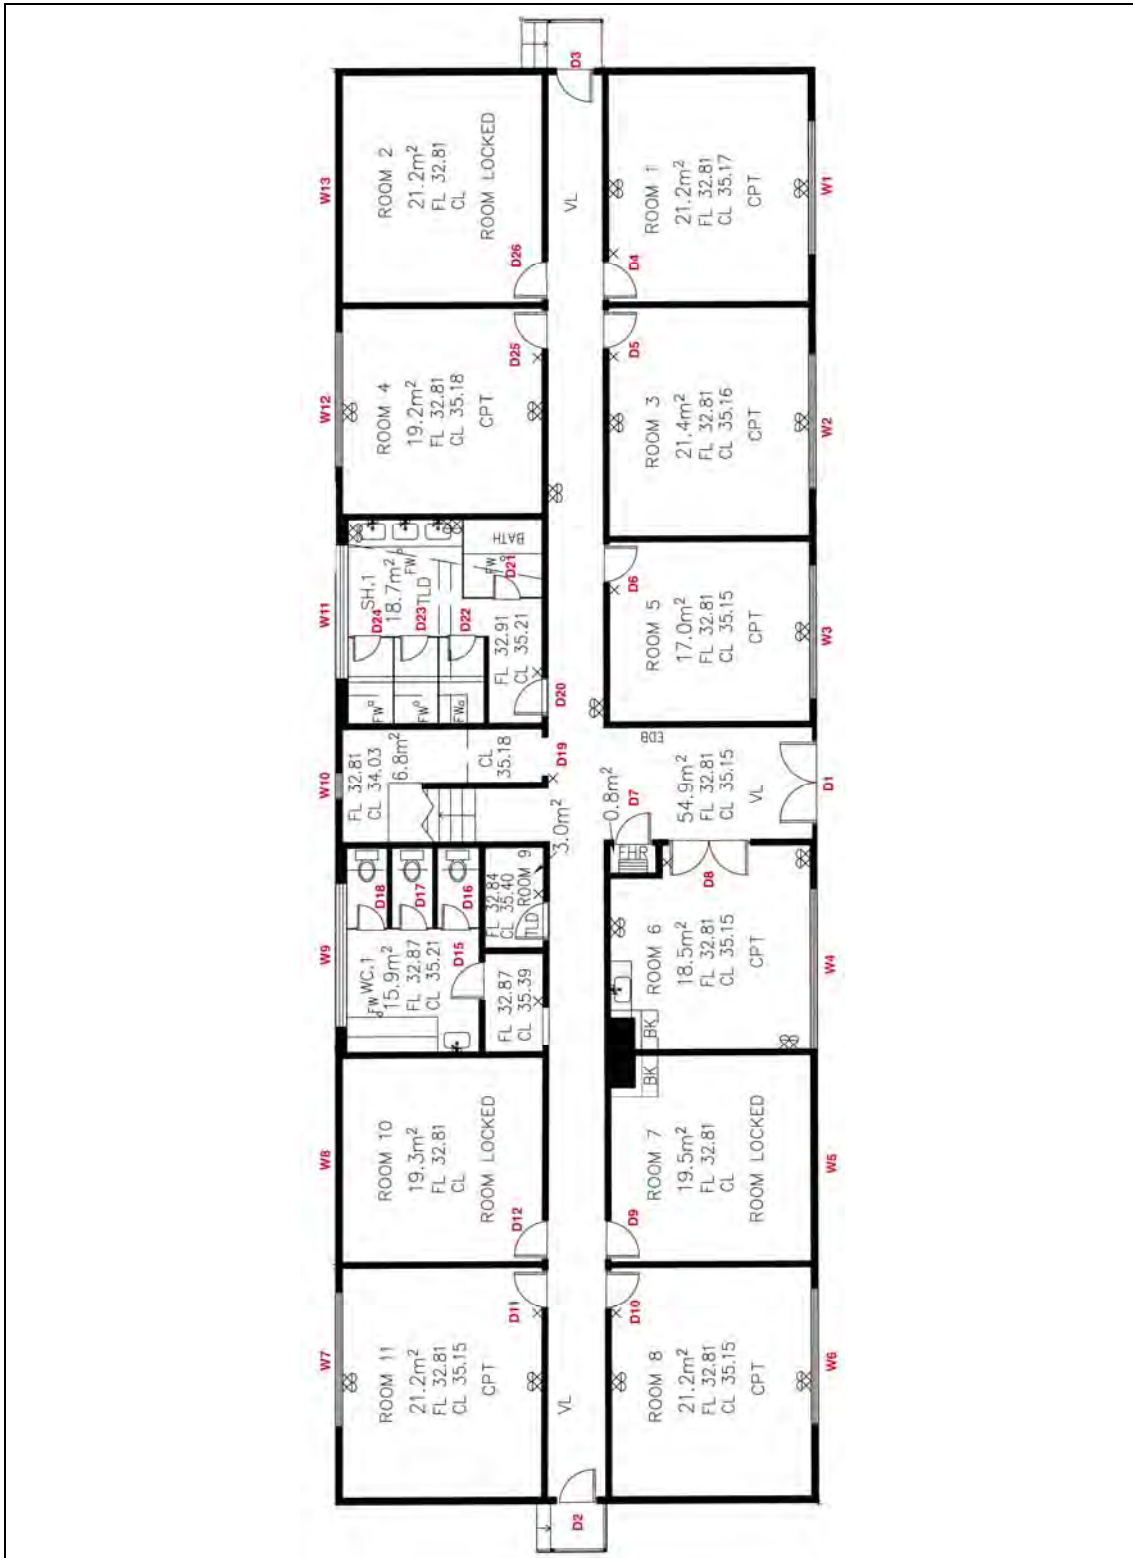 D3
W13
ROOM 2
21.2m²
FL 32.81
CL
ROOM LOCKED
D26
VL
ROOM 1
21.2m²
FL 32.81
CL 35.17
CPT
D4
W1
W12
ROOM 4
19.2m²
FL 32.81
CL 35.18
CPT
D25
D5
ROOM 3
21.4m²
FL 32.81
CL 35.16
CPT
W2
W11
SH.1
18.7m²
TLD
FW
BATH
FW
D21
D24
D23
D22
FL 32.91
CL 35.21
FW
FW
FW
D20
D6
ROOM 5
17.0m²
FL 32.81
CL 35.15
CPT
W3
W10
FL 32.81
CL 34.03
6.8m²
CL
35.18
D19
EDB
0.8m²
D7
54.9m²
FL 32.81
CL 35.15
VL
D1
3.0m²
FHR
D8
W9
D18
D17
D16
FL 32.84
CL 35.40
ROOM 9
TLD
FW
WC.1
15.9m²
FL 32.87
CL 35.21
D15
FL 32.87
CL 35.39
ROOM 6
18.5m²
FL 32.81
CL 35.15
CPT
W4
BK
BK
W8
ROOM 10
19.3m²
FL 32.81
CL
ROOM LOCKED
D12
D9
ROOM 7
19.5m²
FL 32.81
CL
ROOM LOCKED
W5
W7
ROOM 11
21.2m²
FL 32.81
CL 35.15
CPT
D11
VL
D10
ROOM 8
21.2m²
FL 32.81
CL 35.15
CPT
W6
D2